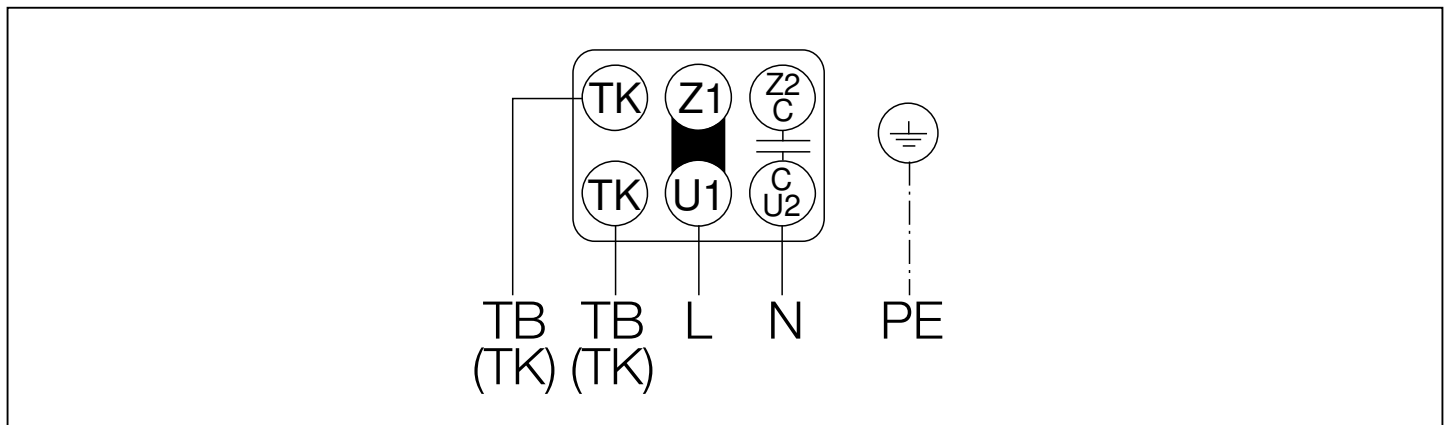 TK Z1 Z2
C
TK U1 C
U2
TB TB L N PE
(TK) (TK)